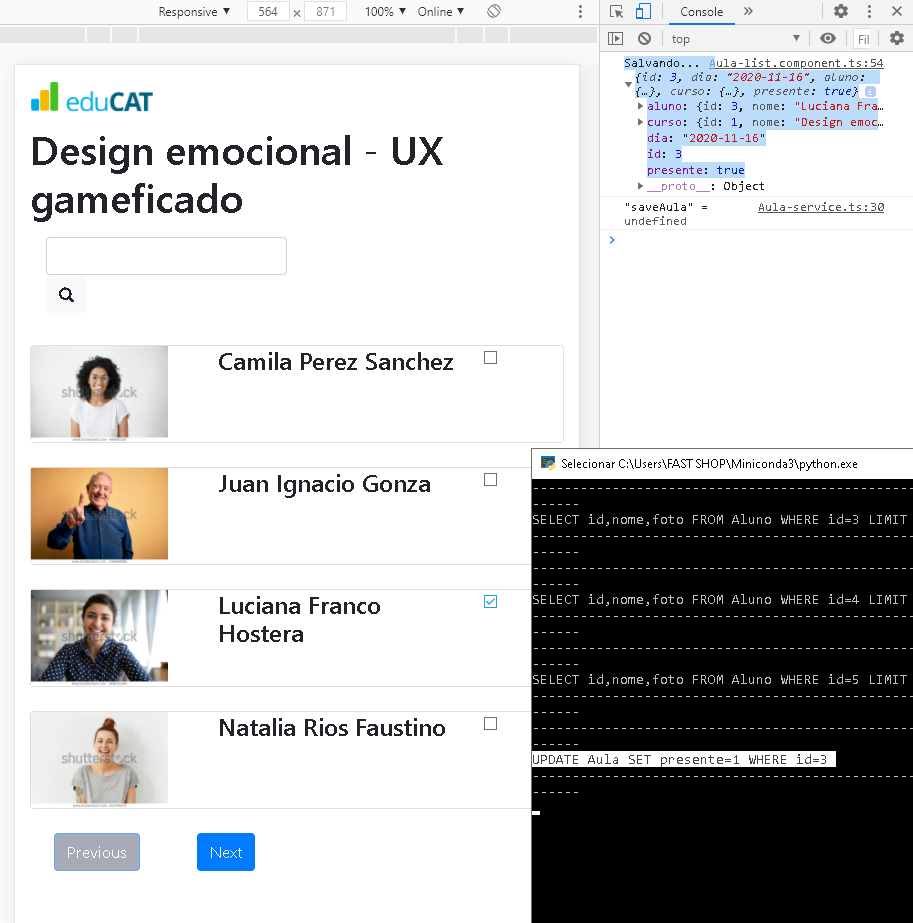 Responsive ▼ 564 × 871 100% ▼ Online ▼
eduCAT
Design emocional - UX
gameficado
Camila Perez Sanchez
shutterstock
Juan Ignacio Gonza
shutterstock
Luciana Franco
Hostera
shutterstock
Natalia Rios Faustino
shutterstock
Previous Next
Console »
top ▼ Fil
Salvando... Aula-list.component.ts:54
{id: 3, dia: "2020-11-16", aluno:
{…}, curso: {…}, presente: true}
aluno: {id: 3, nome: "Luciana Fra…
curso: {id: 1, nome: "Design emoc…
dia: "2020-11-16"
id: 3
presente: true
__proto__: Object
"saveAula" = Aula-service.ts:30
undefined
Selecionar C:\Users\FAST SHOP\Miniconda3\python.exe
SELECT id,nome,foto FROM Aluno WHERE id=3 LIMIT
SELECT id,nome,foto FROM Aluno WHERE id=4 LIMIT
SELECT id,nome,foto FROM Aluno WHERE id=5 LIMIT
UPDATE Aula SET presente=1 WHERE id=3